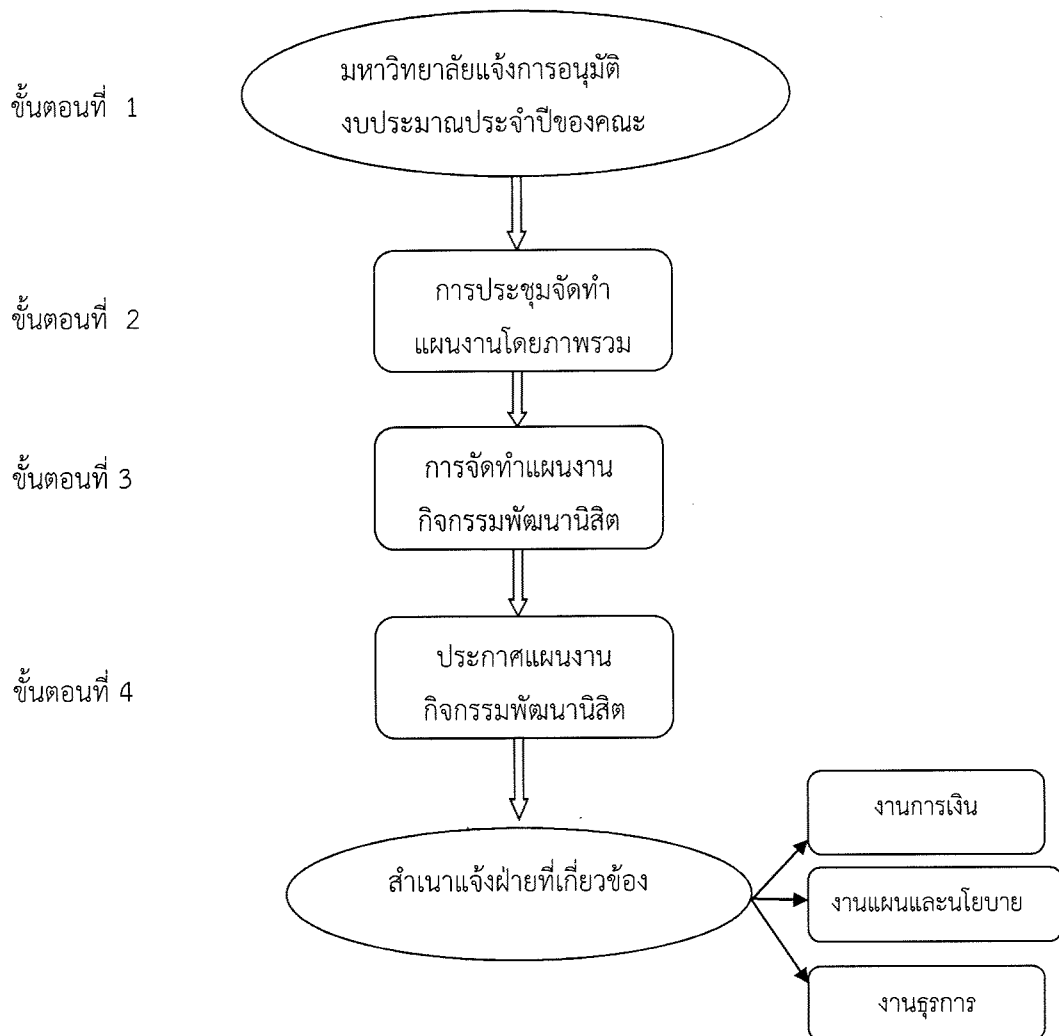 ขั้นตอนที่ 1
มหาวิทยาลัยแจ้งการอนุมัติ
งบประมาณประจำปีของคณะ
ขั้นตอนที่ 2
การประชุมจัดทำ
แผนงานโดยภาพรวม
ขั้นตอนที่ 3
การจัดทำแผนงาน
กิจกรรมพัฒนานิสิต
ขั้นตอนที่ 4
ประกาศแผนงาน
กิจกรรมพัฒนานิสิต
สำเนาแจ้งฝ่ายที่เกี่ยวข้อง
งานการเงิน
งานแผนและนโยบาย
งานธุรการ